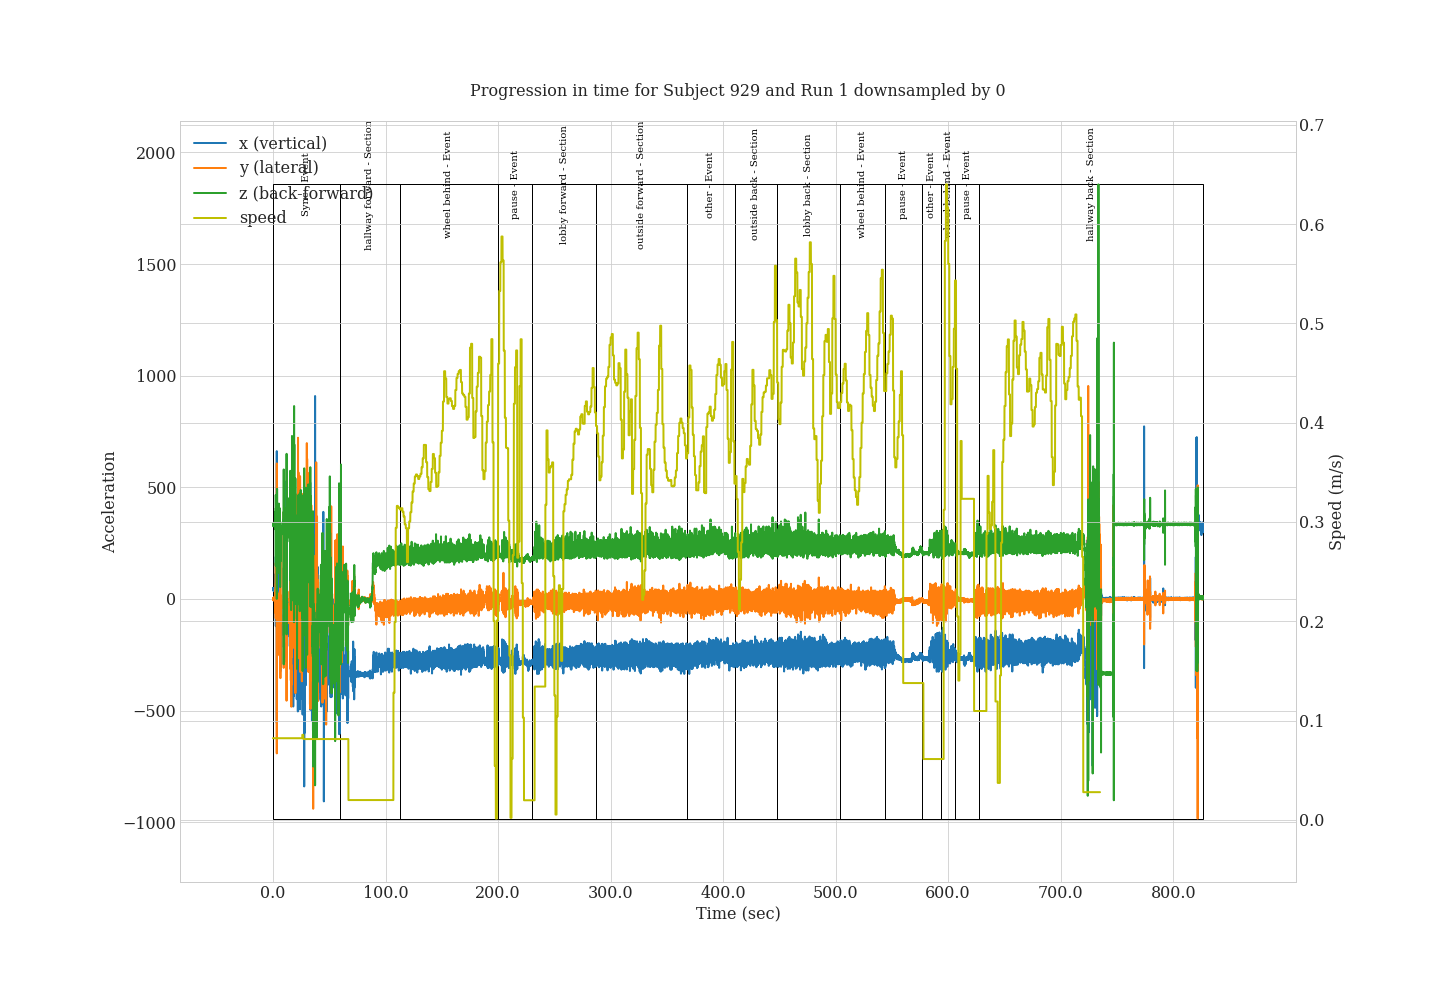 Progression in time for Subject 929 and Run 1 downsampled by 0
x (vertical)
y (lateral)
z (back-forward)
speed
Sync - Event
hallway forward - Section
wheel behind - Event
pause - Event
lobby forward - Section
outside forward - Section
other - Event
outside back - Section
lobby back - Section
wheel behind - Event
pause - Event
other - Event
wheel behind - Event
pause - Event
hallway back - Section
2000
1500
1000
500
0
−500
−1000
Acceleration
0.7
0.6
0.5
0.4
0.3
0.2
0.1
0.0
Speed (m/s)
0.0 100.0 200.0 300.0 400.0 500.0 600.0 700.0 800.0
Time (sec)